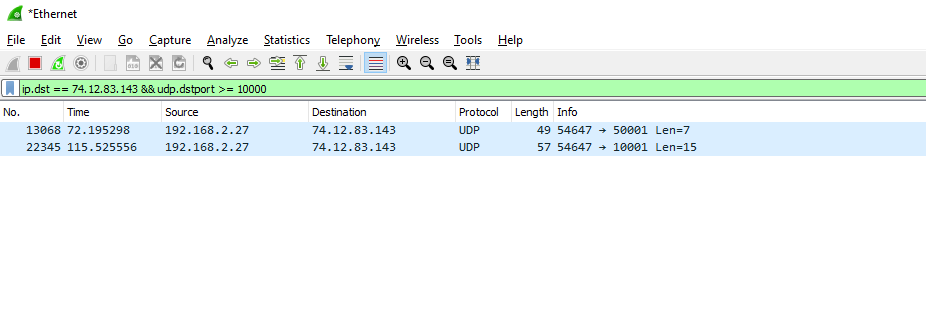 *Ethernet
File Edit View Go Capture Analyze Statistics Telephony Wireless Tools Help
ip.dst == 74.12.83.143 && udp.dstport >= 10000
No. Time Source Destination Protocol Length Info
13068 72.195298 192.168.2.27 74.12.83.143 UDP 49 54647 → 50001 Len=7
22345 115.525556 192.168.2.27 74.12.83.143 UDP 57 54647 → 10001 Len=15